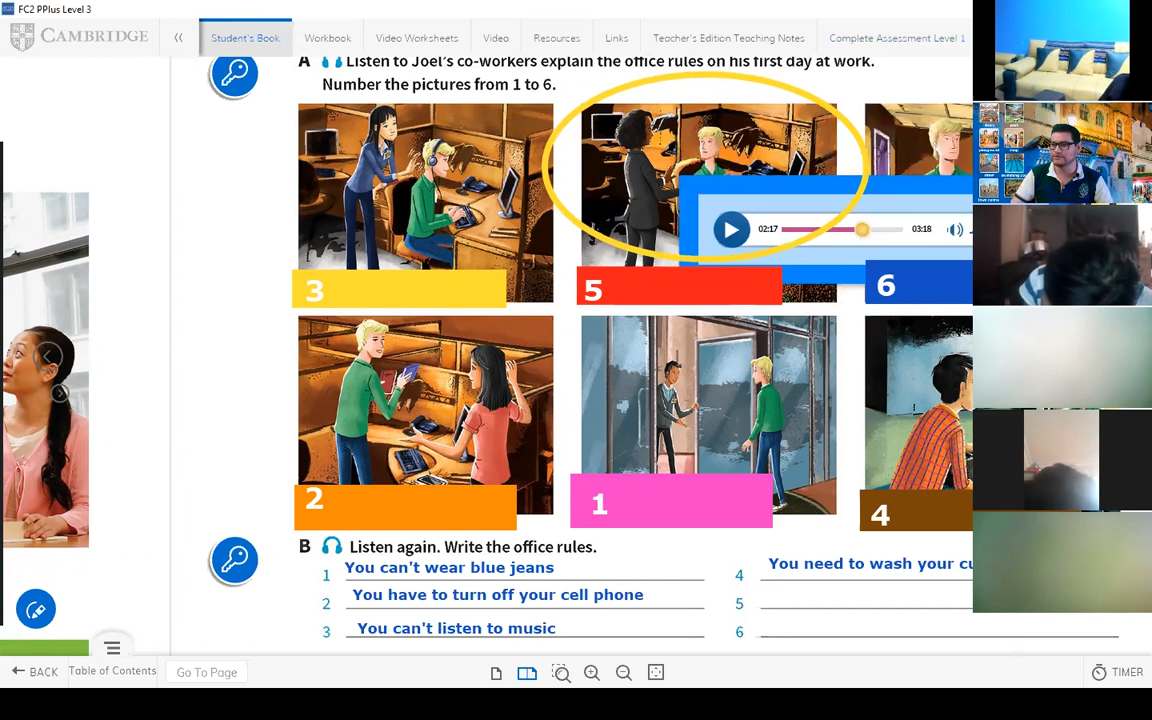 FC2 PPlus Level 3
CAMBRIDGE
Student's Book
Workbook
Video Worksheets
Video
Resources
Links
Teacher's Edition Teaching Notes
Complete Assessment Level 1
A Listen to Joel's co-workers explain the office rules on his first day at work.
Number the pictures from 1 to 6.
02:17
03:18
3
5
6
2
1
4
B Listen again. Write the office rules.
1 You can't wear blue jeans
2 You have to turn off your cell phone
3 You can't listen to music
4 You need to wash your
5
6
BACK
Table of Contents
Go To Page
TIMER